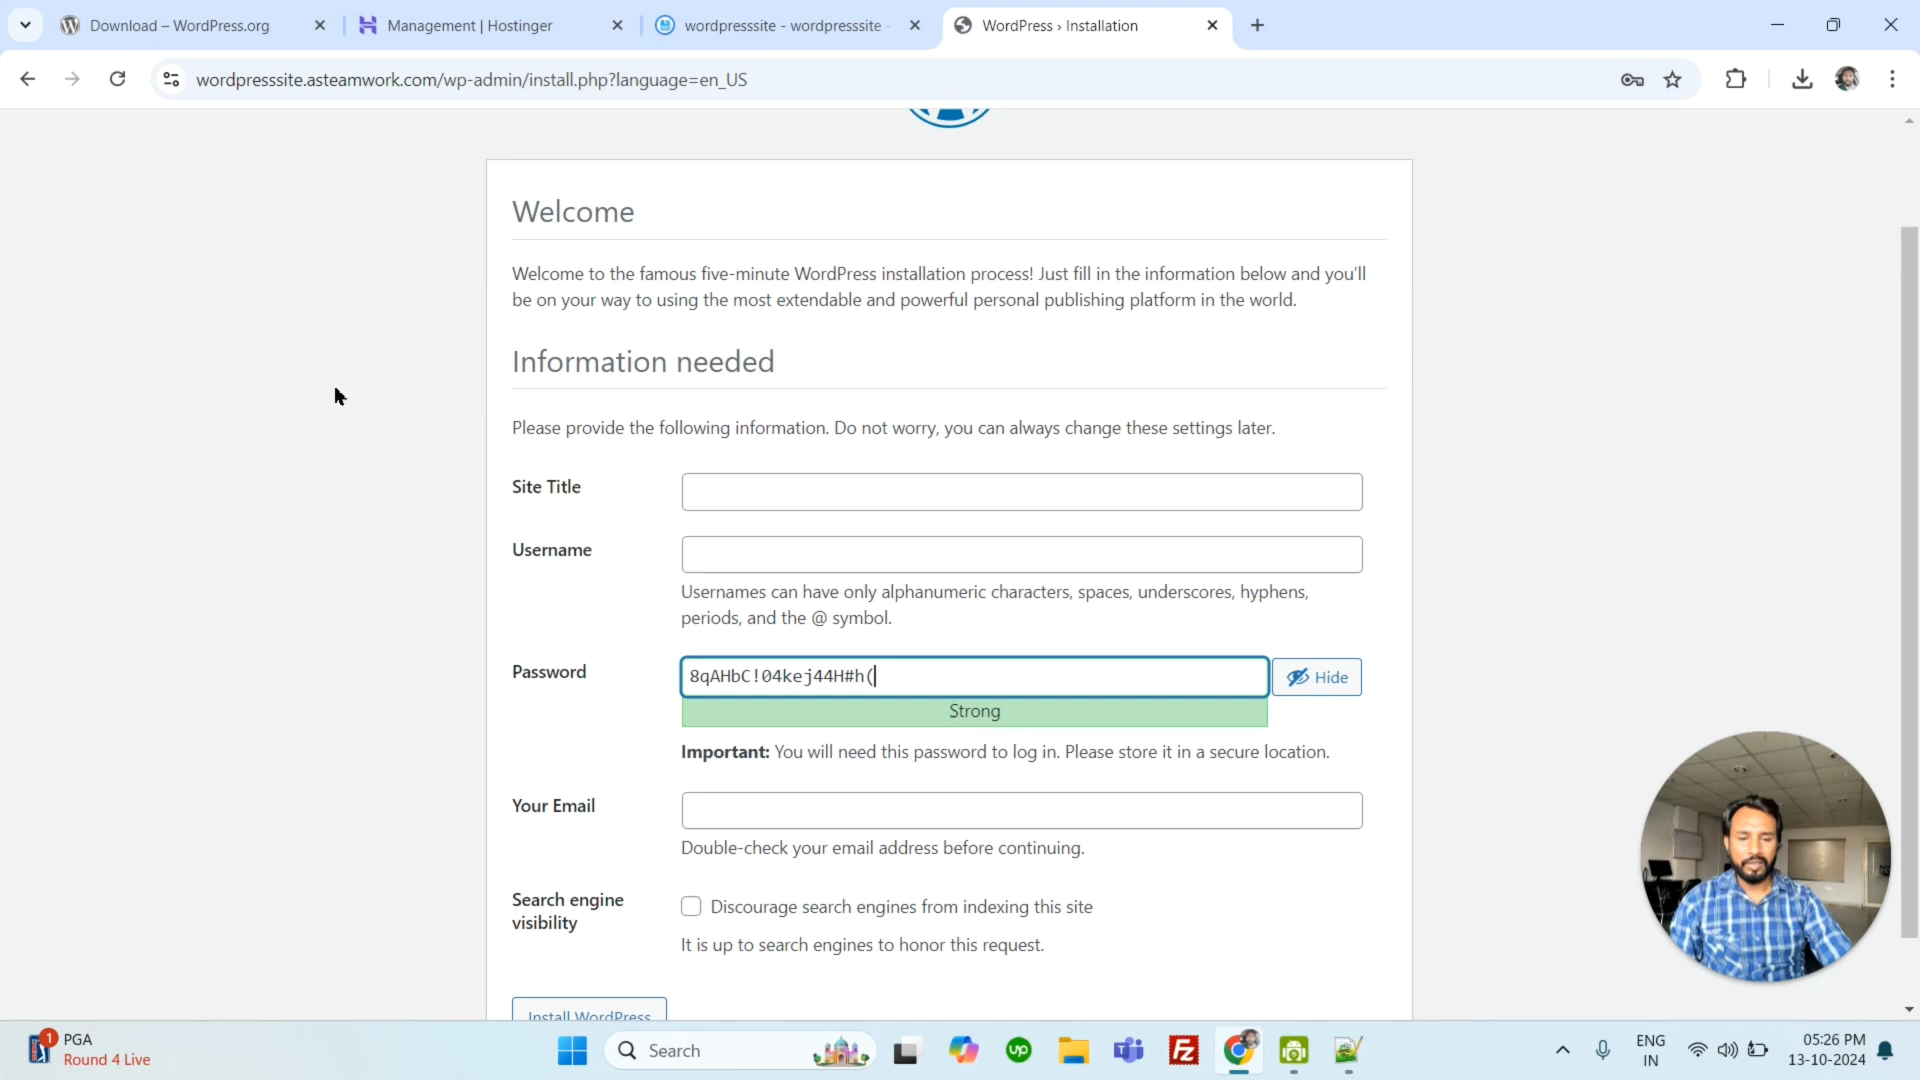 Download – WordPress.org
Management | Hostinger
wordpresssite - wordpresssite -
WordPress › Installation
wordpresssite.asteamwork.com/wp-admin/install.php?language=en_US
Welcome
Welcome to the famous five-minute WordPress installation process! Just fill in the information below and you’ll
be on your way to using the most extendable and powerful personal publishing platform in the world.
Information needed
Please provide the following information. Do not worry, you can always change these settings later.
Site Title
Username
Usernames can have only alphanumeric characters, spaces, underscores, hyphens,
periods, and the @ symbol.
Password
8qAHbC!04kej44H#h(
Hide
Strong
Important: You will need this password to log in. Please store it in a secure location.
Your Email
Double-check your email address before continuing.
Search engine
visibility
Discourage search engines from indexing this site
It is up to search engines to honor this request.
Install WordPress
1
PGA
Round 4 Live
Search
up
Fz
ENG
IN
05:26 PM
13-10-2024